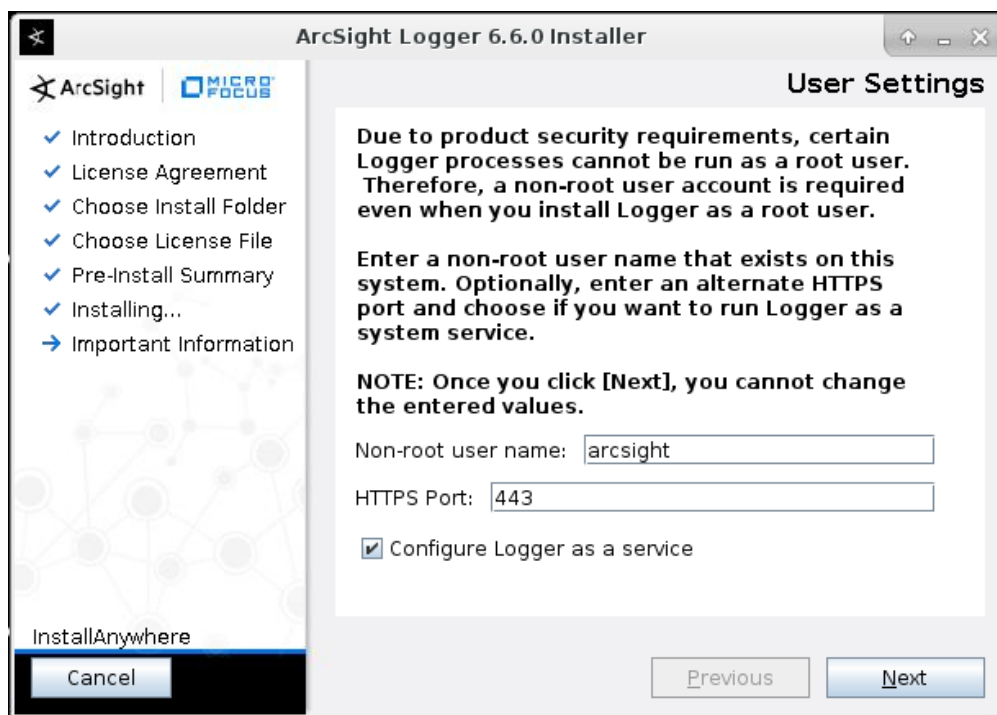 ArcSight Logger 6.6.0 Installer
ArcSight
MICRO
FOCUS
User Settings
Introduction
License Agreement
Choose Install Folder
Choose License File
Pre-Install Summary
Installing...
Important Information
Due to product security requirements, certain
Logger processes cannot be run as a root user.
Therefore, a non-root user account is required
even when you install Logger as a root user.
Enter a non-root user name that exists on this
system. Optionally, enter an alternate HTTPS
port and choose if you want to run Logger as a
system service.
NOTE: Once you click [Next], you cannot change
the entered values.
Non-root user name: arcsight
HTTPS Port: 443
Configure Logger as a service
InstallAnywhere
Cancel
Previous
Next